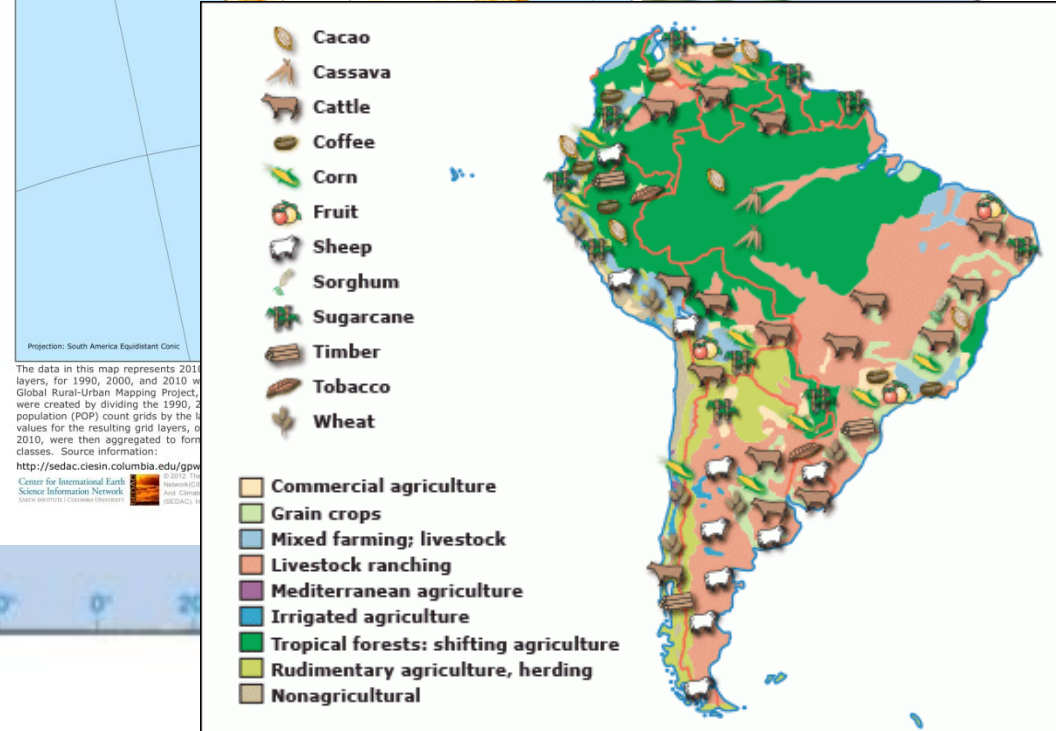 Cacao
Cassava
Cattle
Coffee
Corn
Fruit
Sheep
Sorghum
Sugarcane
Timber
Tobacco
Wheat
Commercial agriculture
Grain crops
Mixed farming; livestock
Livestock ranching
Mediterranean agriculture
Irrigated agriculture
Tropical forests: shifting agriculture
Rudimentary agriculture, herding
Nonagricultural
Projection: South America Equidistant Conic
The data in this map represents
layers, for 1990, 2000, and 2010
Global Rural-Urban Mapping Project,
were created by dividing the 1990,
population (POP) count grids by the
values for the resulting grid layers,
2010, were then aggregated to
classes. Source information:
http://sedac.ciesin.columbia.edu/gpw
Center for International Earth
Science Information Network
EARTH INSTITUTE | COLUMBIA UNIVERSITY
© 2012.
(SEDAC).
0°